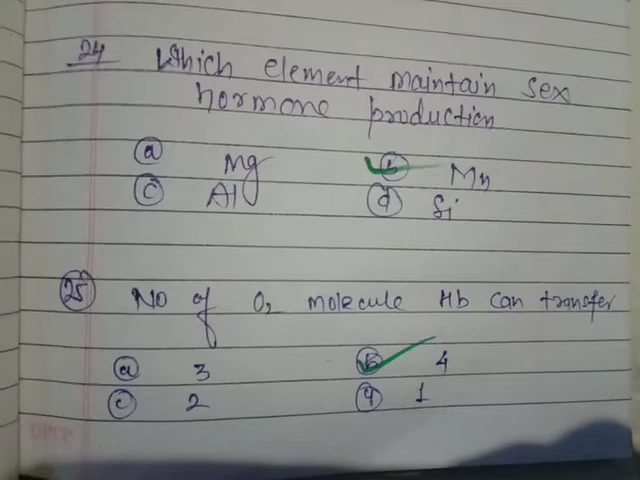 24 Which element maintain sex
hormone production
(a) Mg (b) Mn
(c) Al (d) Si
(25) No of O2 molecule Hb can transfer
(a) 3 (b) 4
(c) 2 (d) 1